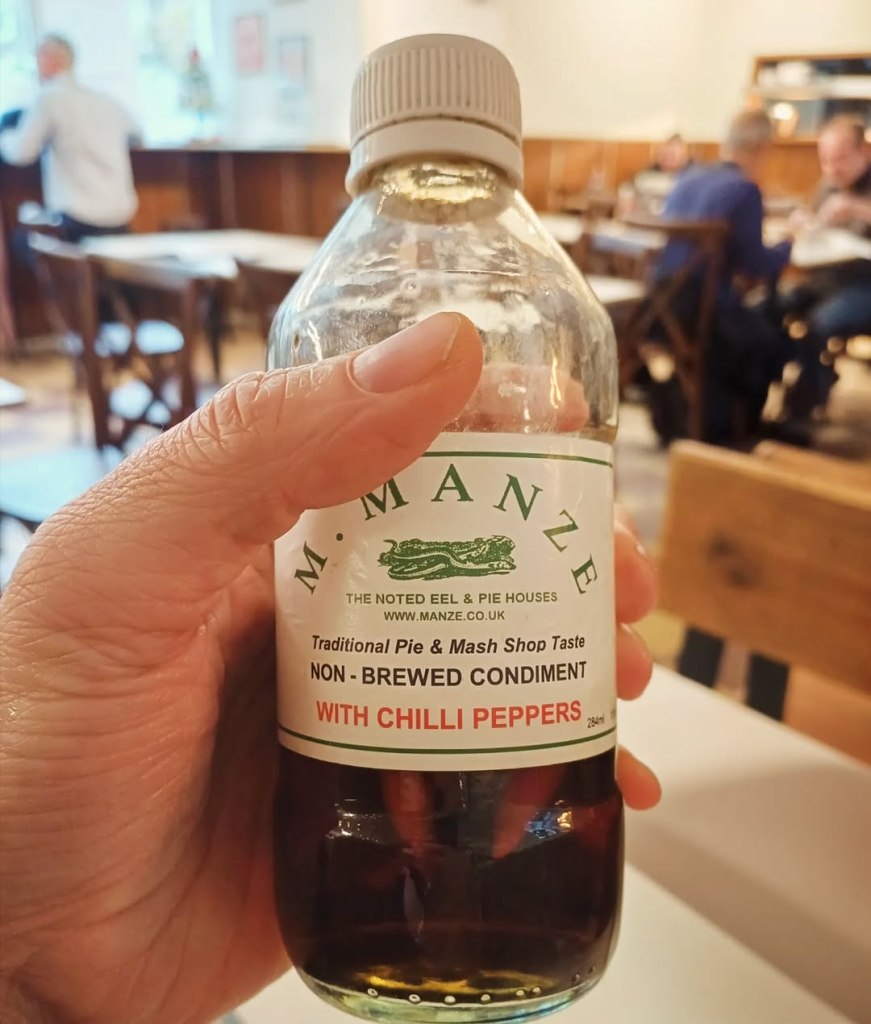 M. MANZE
THE NOTED EEL & PIE HOUSES
WWW.MANZE.CO.UK
Traditional Pie & Mash Shop Taste
NON - BREWED CONDIMENT
WITH CHILLI PEPPERS
284ml